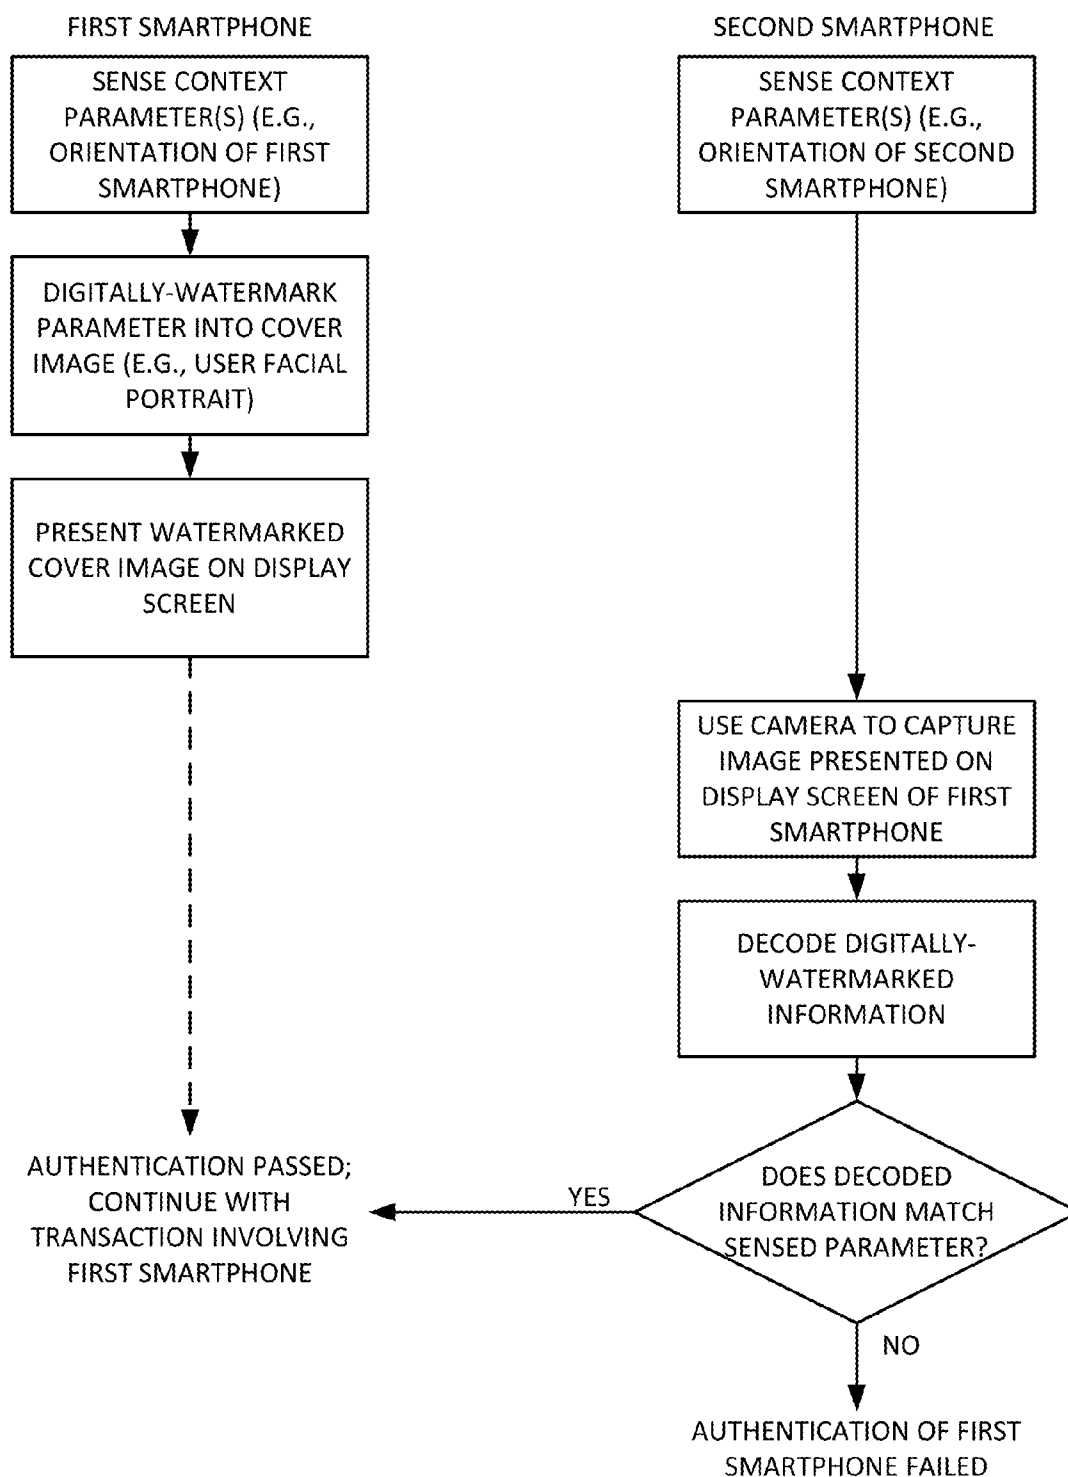 FIRST SMARTPHONE
SENSE CONTEXT
PARAMETER(S) (E.G.,
ORIENTATION OF FIRST
SMARTPHONE)
DIGITALLY-WATERMARK
PARAMETER INTO COVER
IMAGE (E.G., USER FACIAL
PORTRAIT)
PRESENT WATERMARKED
COVER IMAGE ON DISPLAY
SCREEN
AUTHENTICATION PASSED;
CONTINUE WITH
TRANSACTION INVOLVING
FIRST SMARTPHONE
SECOND SMARTPHONE
SENSE CONTEXT
PARAMETER(S) (E.G.,
ORIENTATION OF SECOND
SMARTPHONE)
USE CAMERA TO CAPTURE
IMAGE PRESENTED ON
DISPLAY SCREEN OF FIRST
SMARTPHONE
DECODE DIGITALLY-
WATERMARKED
INFORMATION
DOES DECODED
INFORMATION MATCH
SENSED PARAMETER?
YES
NO
AUTHENTICATION OF FIRST
SMARTPHONE FAILED